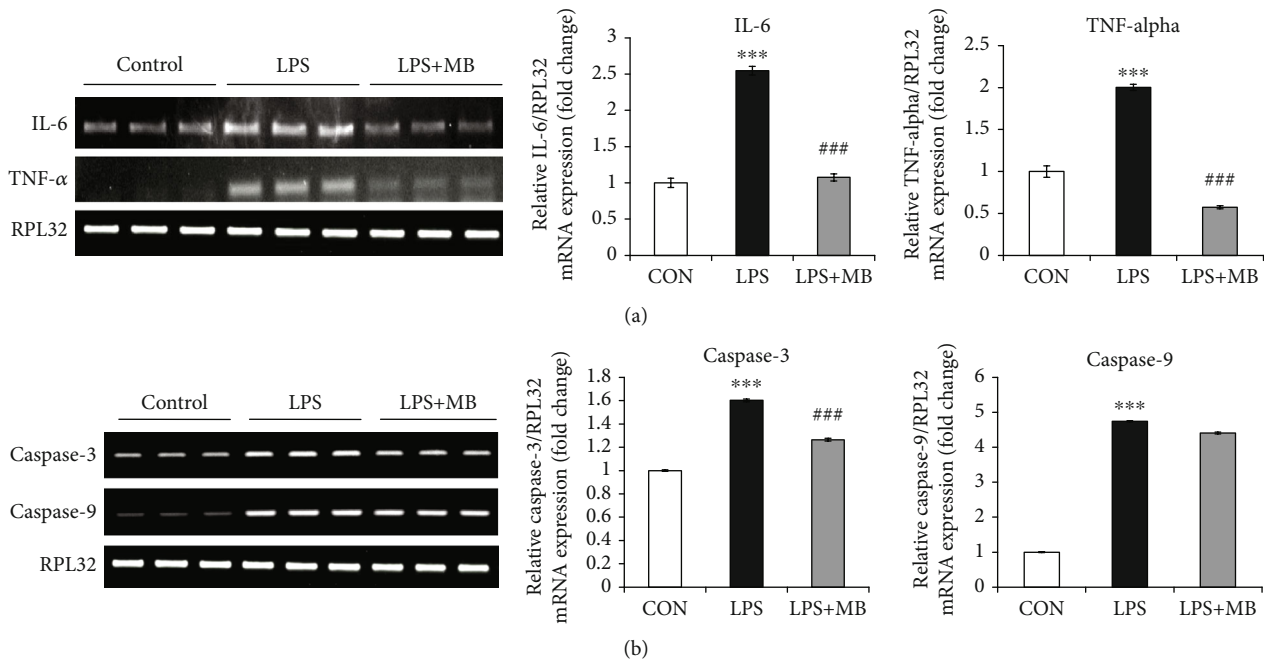 Control LPS LPS+MB
IL-6
TNF-α
RPL32
IL-6
Relative IL-6/RPL32
mRNA expression (fold change)
3
2.5
2
1.5
1
0.5
0
***
###
CON LPS LPS+MB
TNF-alpha
Relative TNF-alpha/RPL32
mRNA expression (fold change)
2.5
2
1.5
1
0.5
0
***
###
CON LPS LPS+MB
(a)
Control LPS LPS+MB
Caspase-3
Caspase-9
RPL32
Caspase-3
Relative caspase-3/RPL32
mRNA expression (fold change)
1.8
1.6
1.4
1.2
1
0.8
0.6
0.4
0.2
0
***
###
CON LPS LPS+MB
Caspase-9
Relative caspase-9/RPL32
mRNA expression (fold change)
6
5
4
3
2
1
0
***
CON LPS LPS+MB
(b)